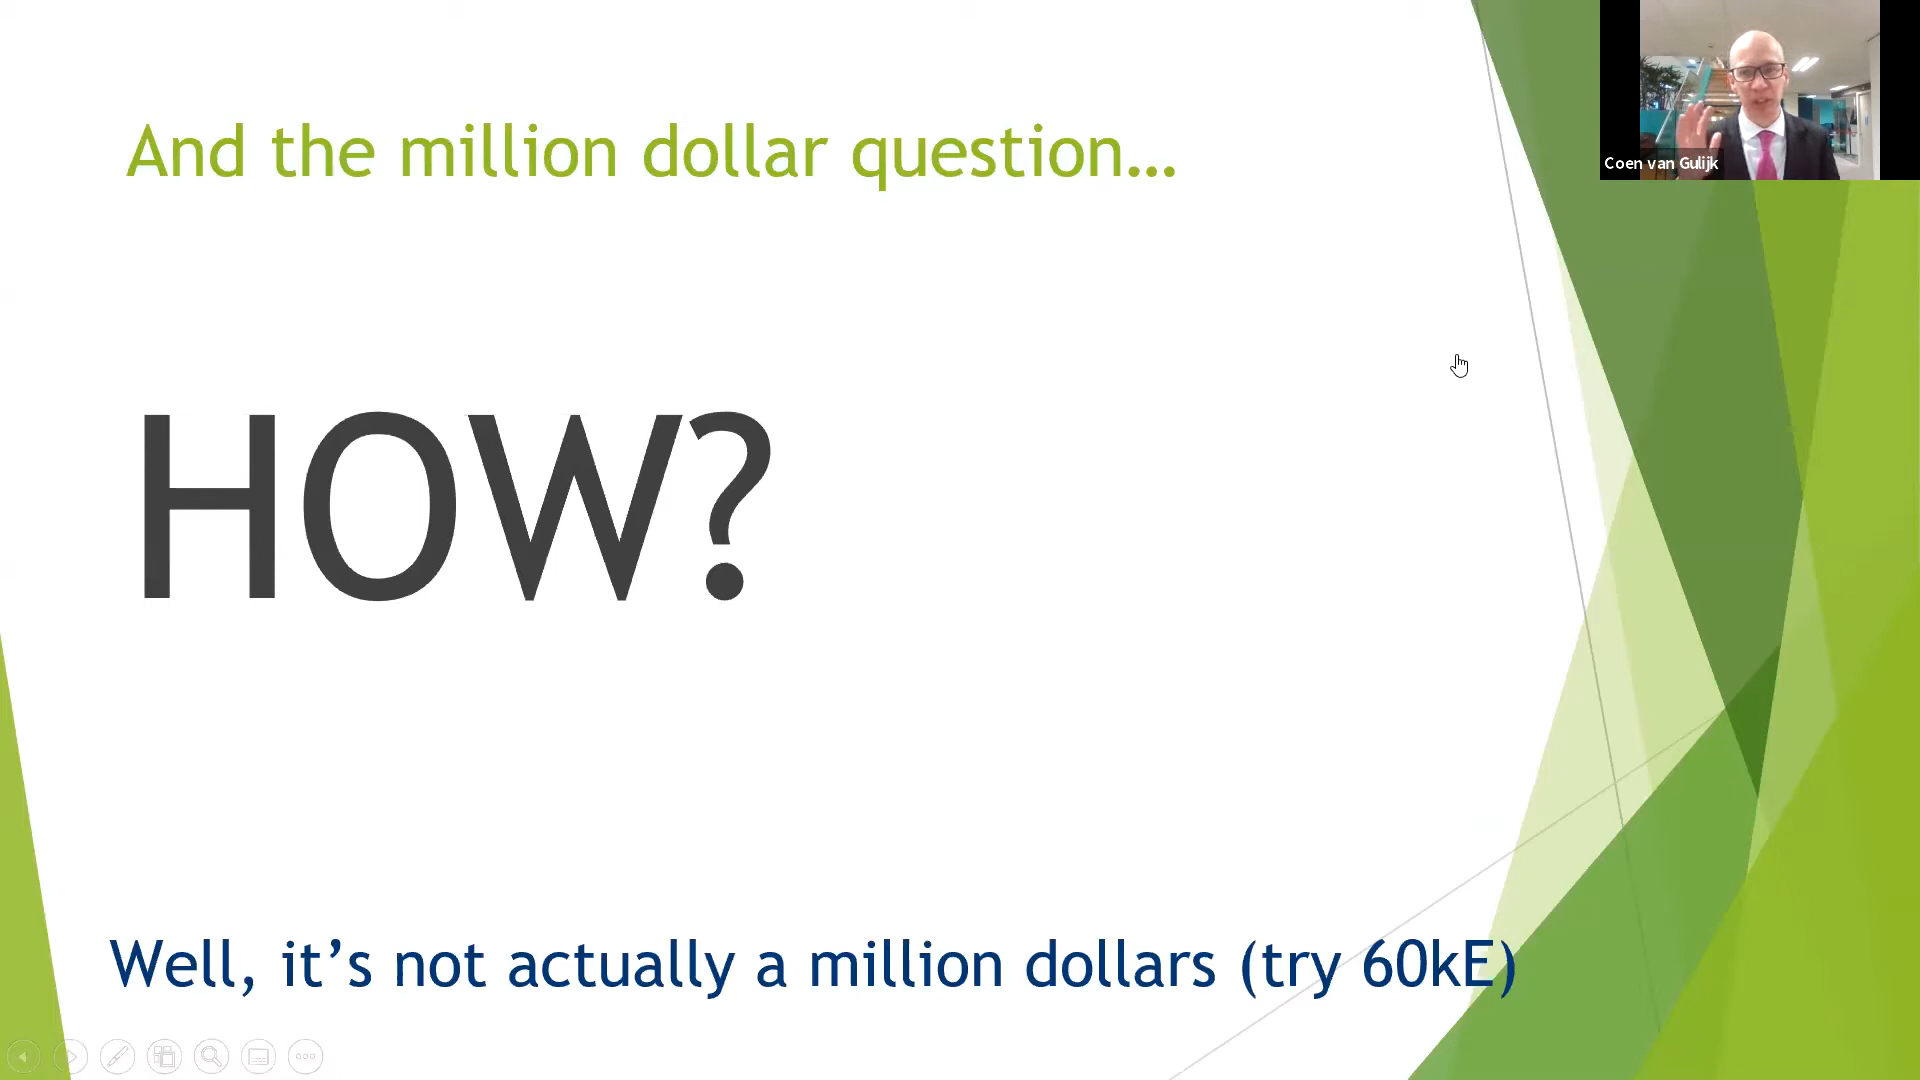 And the million dollar question…
Coen van Gulijk
HOW?
Well, it’s not actually a million dollars (try 60kE)